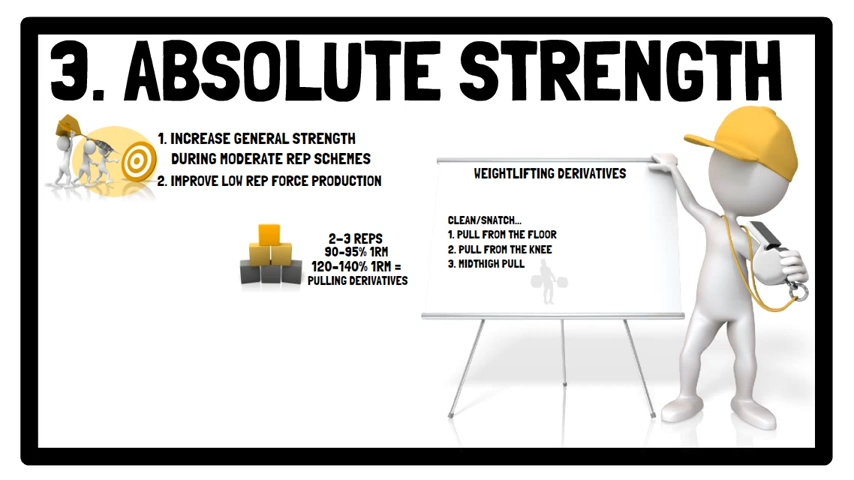 3. ABSOLUTE STRENGTH
1. INCREASE GENERAL STRENGTH
DURING MODERATE REP SCHEMES
2. IMPROVE LOW REP FORCE PRODUCTION
2-3 REPS
90-95% 1RM
120-140% 1RM =
PULLING DERIVATIVES
WEIGHTLIFTING DERIVATIVES
CLEAN/SNATCH...
1. PULL FROM THE FLOOR
2. PULL FROM THE KNEE
3. MIDTHIGH PULL